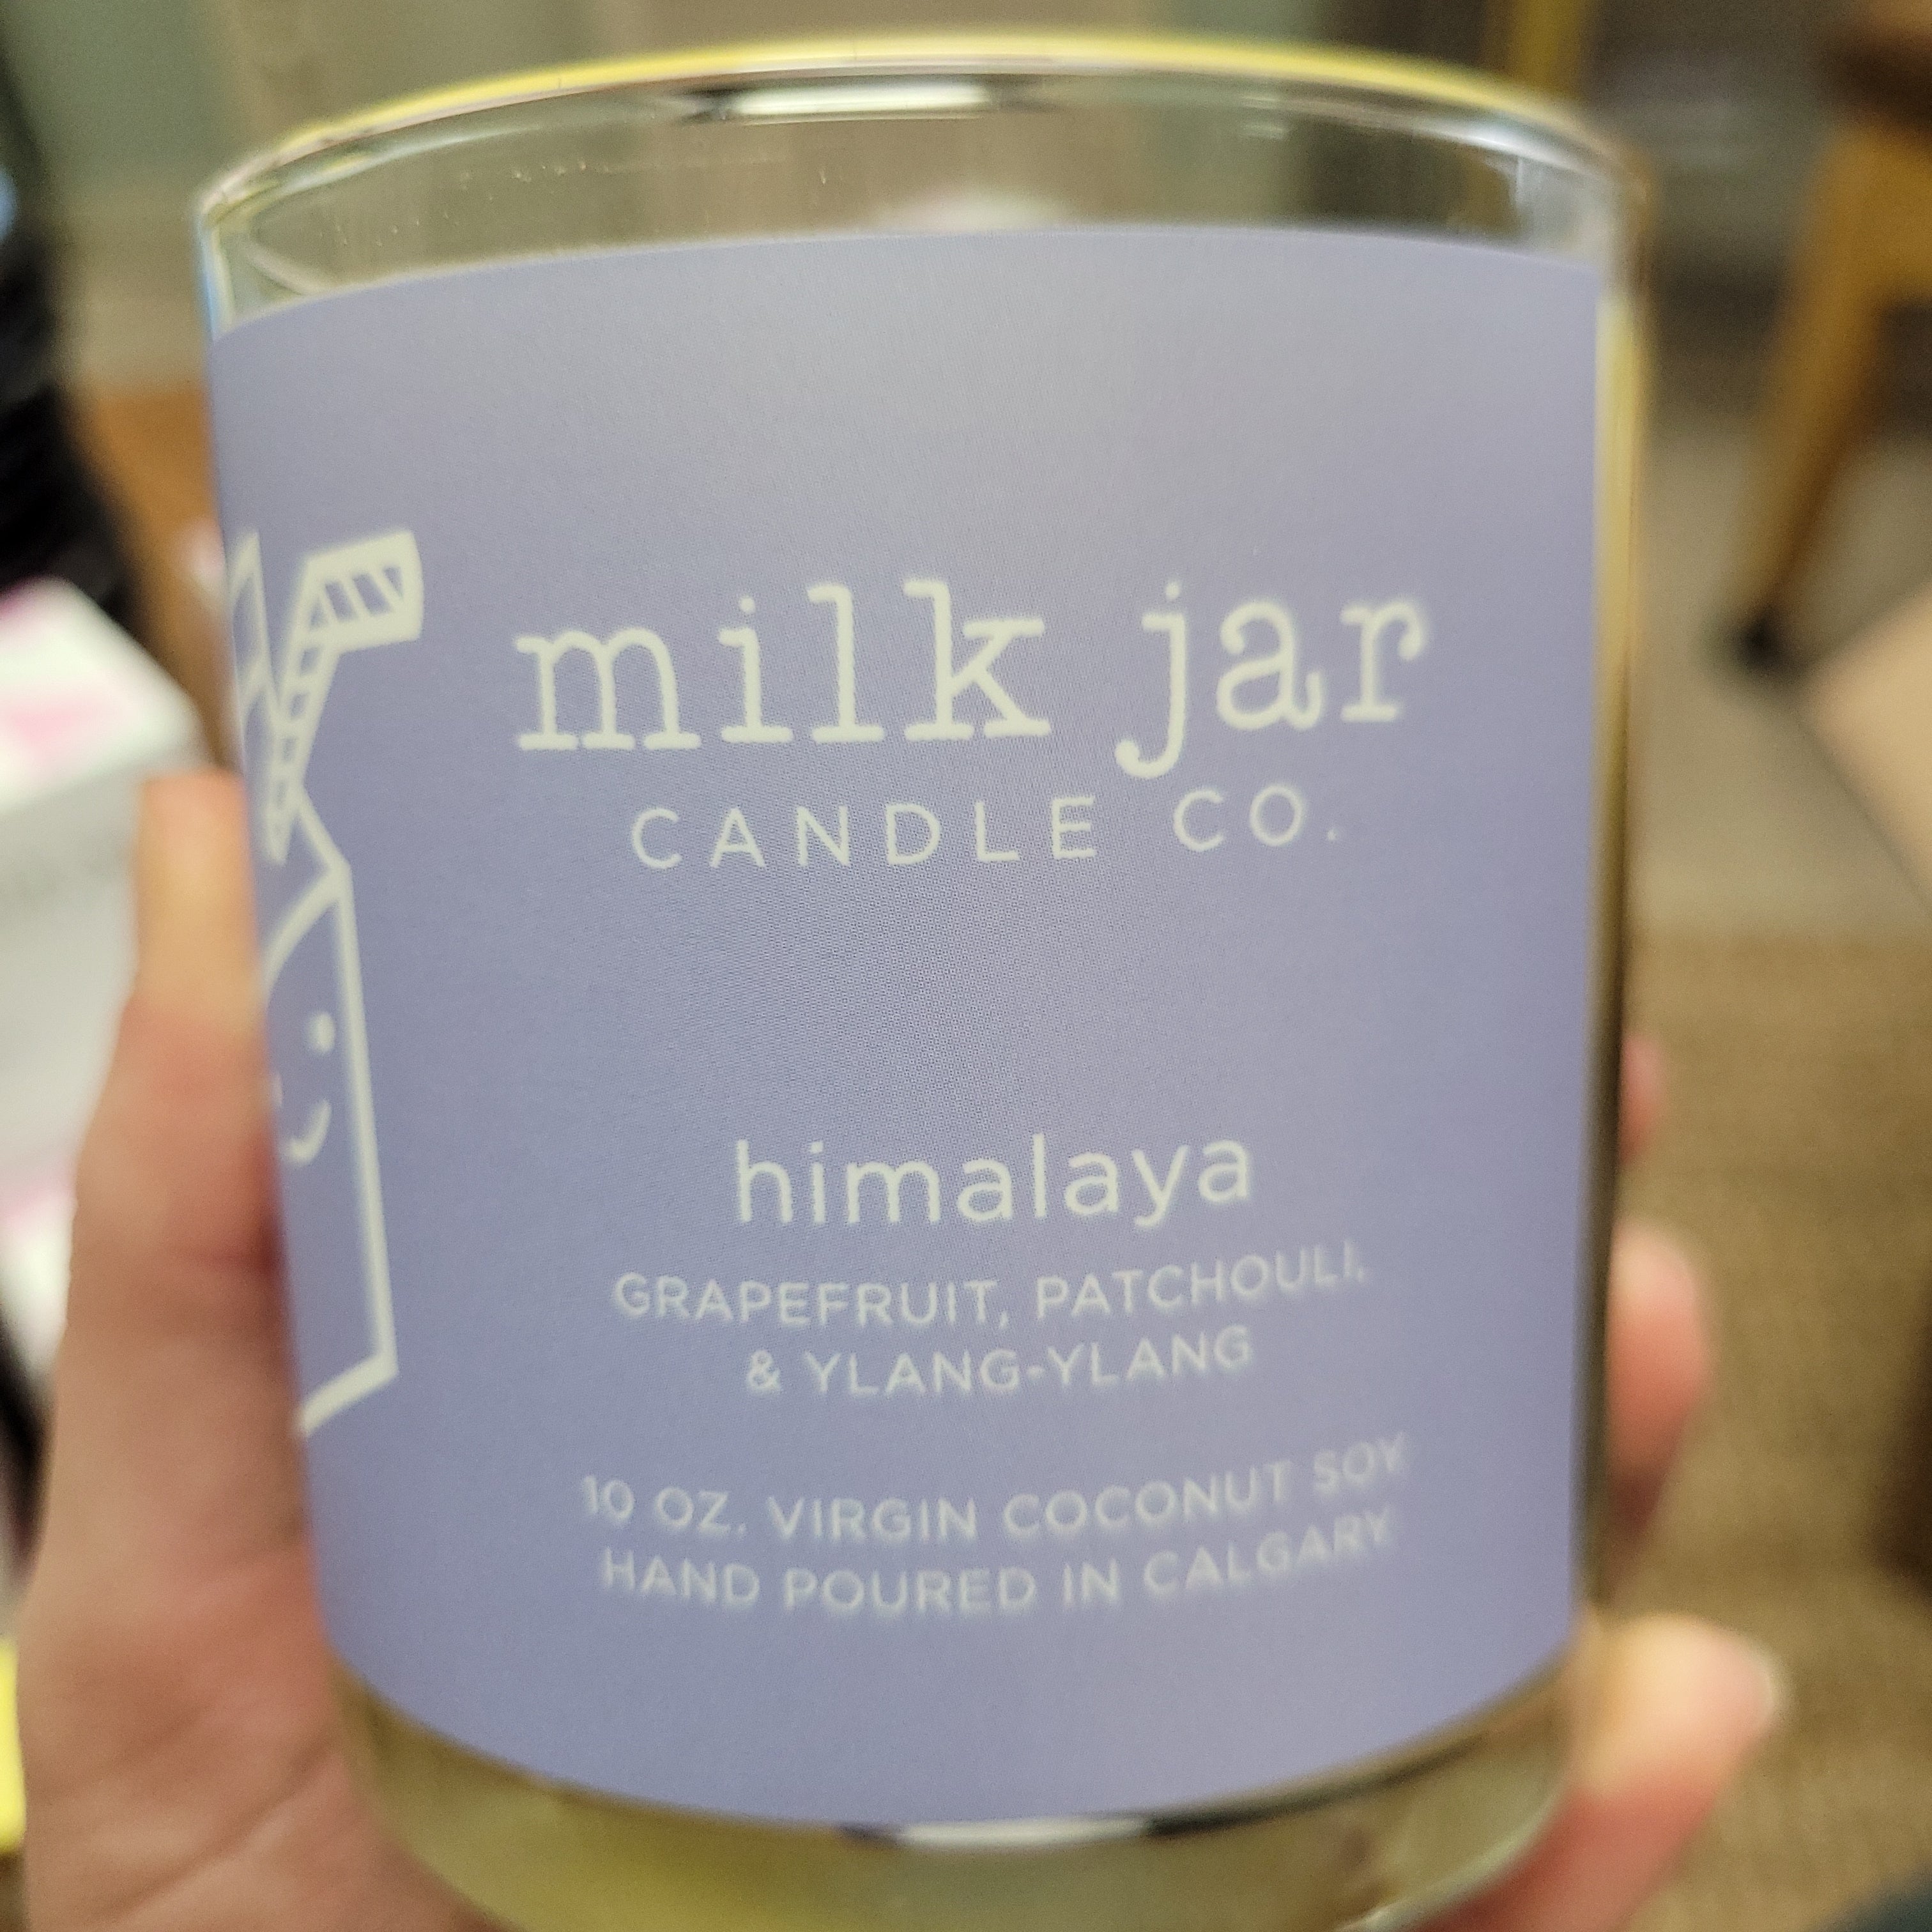 milk jar
CANDLE CO.
himalaya
GRAPEFRUIT, PATCHOULI,
& YLANG-YLANG
10 OZ. VIRGIN COCONUT SOY
HAND POURED IN CALGARY